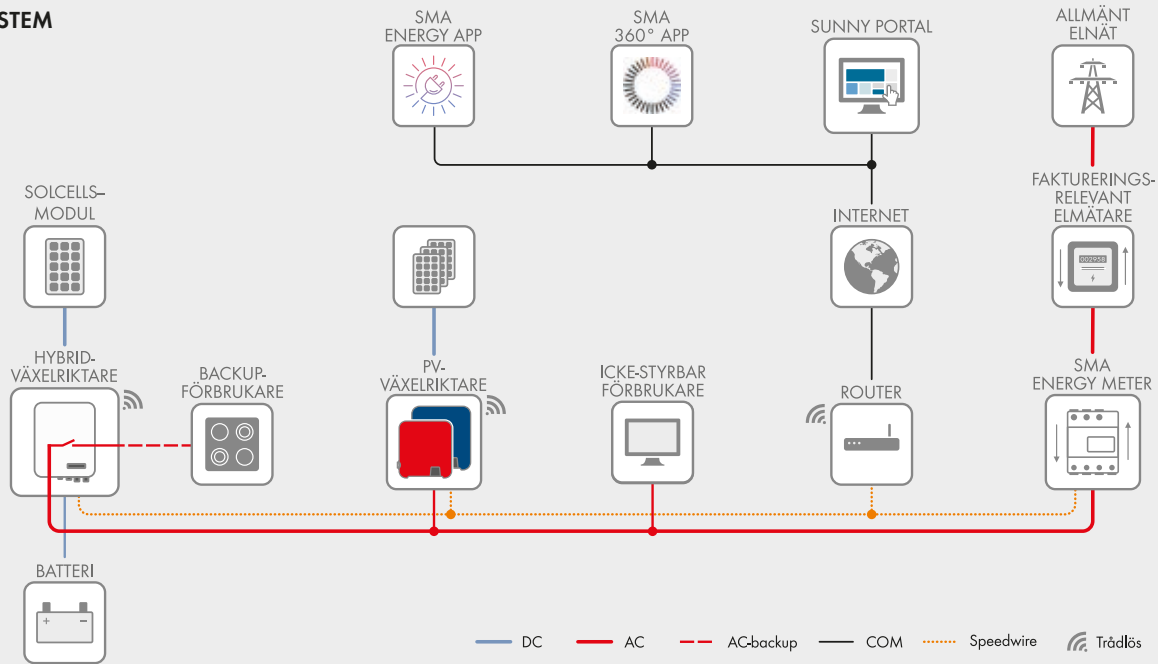 STEM
SMA
ENERGY APP
SMA
360° APP
SUNNY PORTAL
ALLMÄNT
ELNÄT
SOLCELLS–
MODUL
INTERNET
FAKTURERINGS-
RELEVANT
ELMÄTARE
002958
HYBRID-
VÄXELRIKTARE
BACKUP-
FÖRBRUKARE
PV-
VÄXELRIKTARE
ICKE-STYRBAR
FÖRBRUKARE
ROUTER
SMA
ENERGY METER
BATTERI
+ −
DC
AC
AC-backup
COM
Speedwire
Trådlös